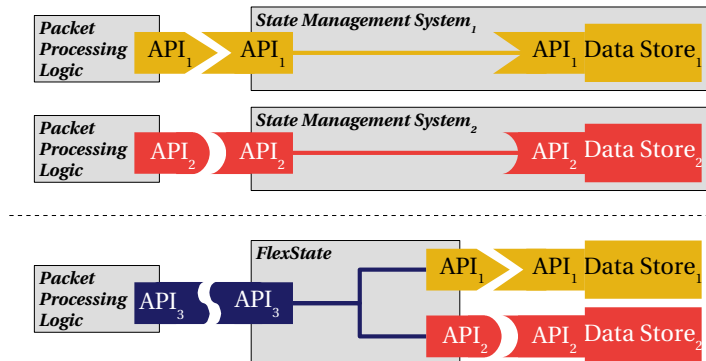 Packet
Processing
Logic
API1
API1
State Management System1
API1
Data Store1
Packet
Processing
Logic
API2
API2
State Management System2
API2
Data Store2
Packet
Processing
Logic
API3
API3
FlexState
API1
API1
Data Store1
API2
API2
Data Store2